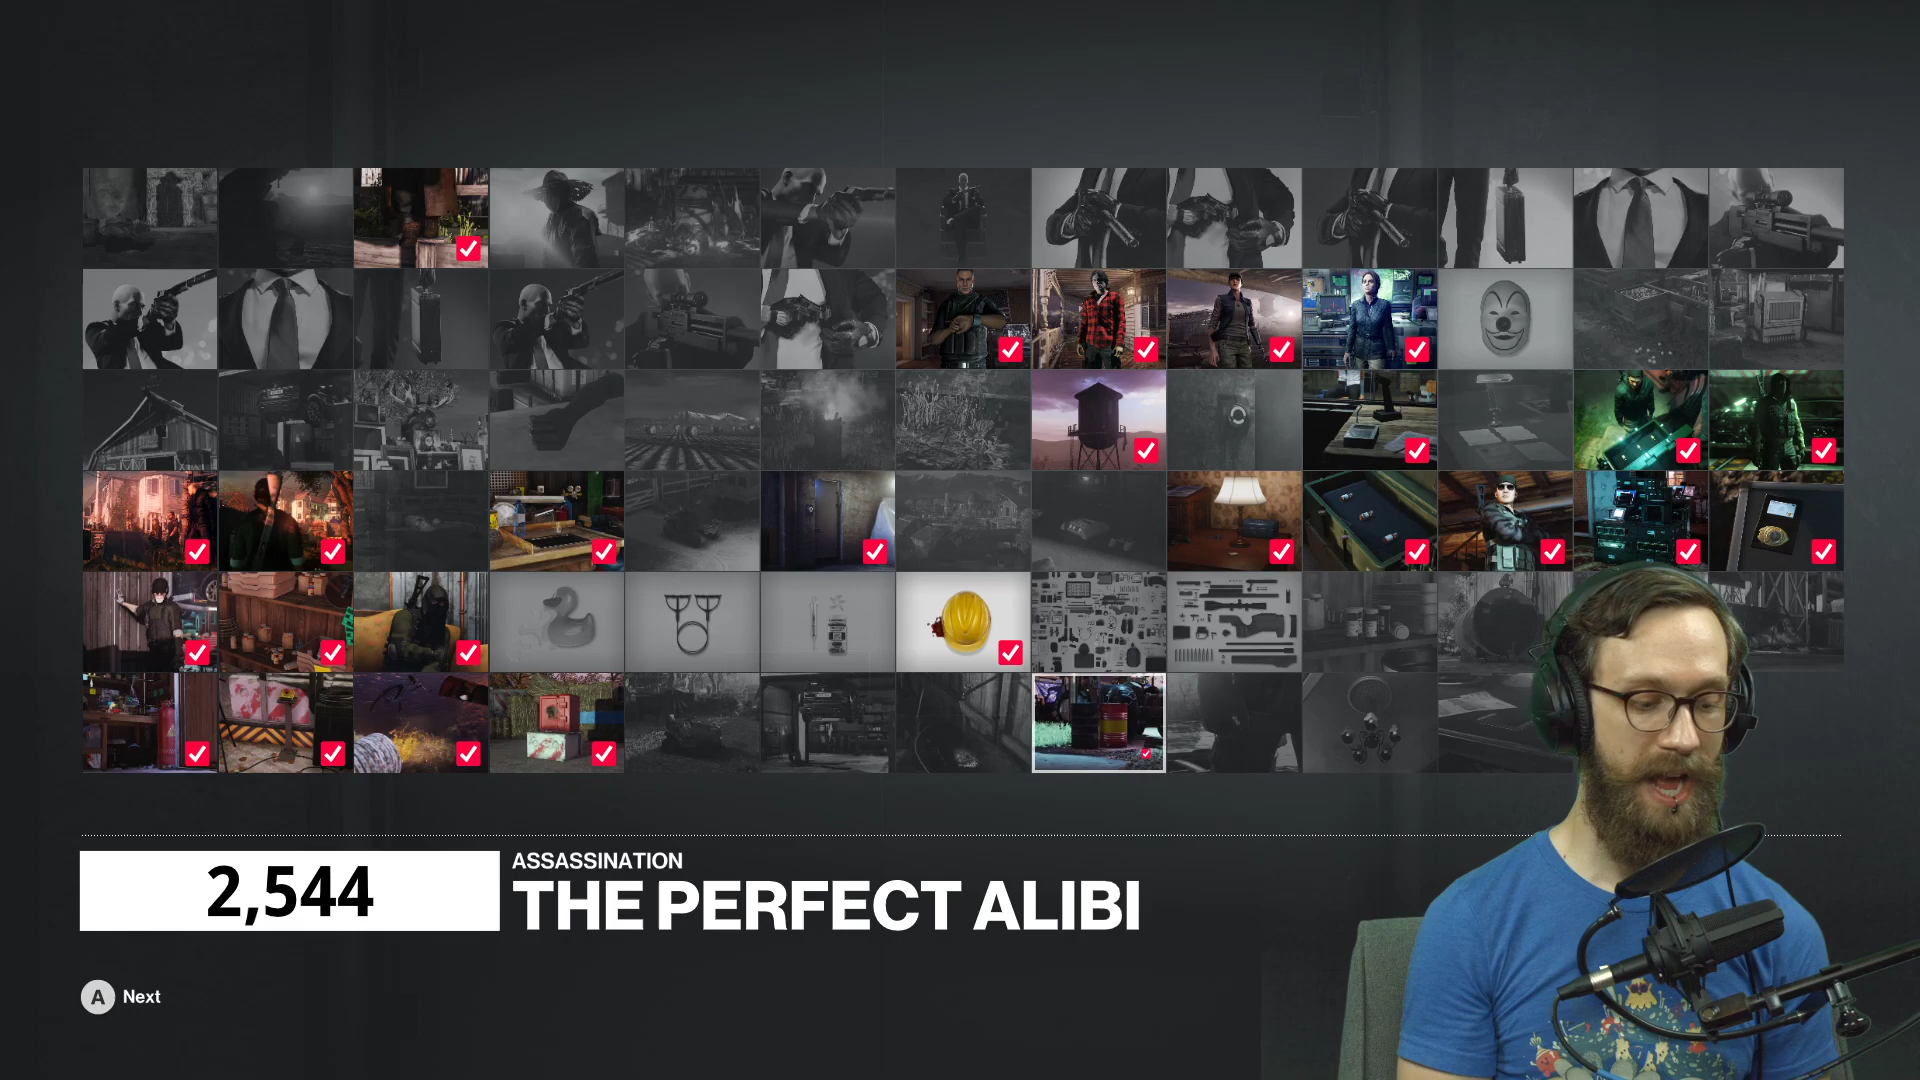 2,544
ASSASSINATION
THE PERFECT ALIBI
A Next